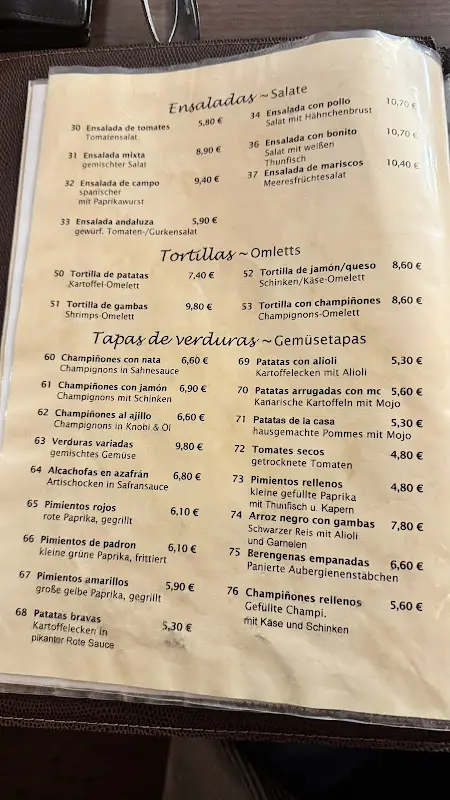 Ensaladas ~ Salate
30 Ensalada de tomates 5,80 €
Tomatensalat
31 Ensalada mixta 8,90 €
gemischter Salat
32 Ensalada de campo 9,40 €
spanischer
mit Paprikawurst
33 Ensalada andaluza 5,90 €
gewürf. Tomaten-/Gurkensalat
34 Ensalada con pollo 10,70 €
Salat mit Hähnchenbrust
36 Ensalada con bonito 10,70 €
Salat mit weißen
Thunfisch
37 Ensalada de mariscos 10,40 €
Meeresfrüchtesalat
Tortillas ~ Omletts
50 Tortilla de patatas 7,40 €
Kartoffel-Omelett
51 Tortilla de gambas 9,80 €
Shrimps-Omelett
52 Tortilla de jamón/queso 8,60 €
Schinken/Käse-Omelett
53 Tortilla con champiñones 8,60 €
Champignons-Omelett
Tapas de verduras ~ Gemüsetapas
60 Champiñones con nata 6,60 €
Champignons in Sahnesauce
61 Champiñones con jamón 6,90 €
Champignons mit Schinken
62 Champiñones al ajillo 6,60 €
Champignons in Knobi & Öl
63 Verduras variadas 9,80 €
gemischtes Gemüse
64 Alcachofas en azafrán 6,80 €
Artischocken in Safransauce
65 Pimientos rojos 6,10 €
rote Paprika, gegrillt
66 Pimientos de padron 6,10 €
kleine grüne Paprika, frittiert
67 Pimientos amarillos 5,90 €
große gelbe Paprika, gegrillt
68 Patatas bravas 5,30 €
Kartoffelecken in
pikanter Rote Sauce
69 Patatas con alioli 5,30 €
Kartoffelecken mit Alioli
70 Patatas arrugadas con mc 5,60 €
Kanarische Kartoffeln mit Mojo
71 Patatas de la casa 5,30 €
hausgemachte Pommes mit Mojo
72 Tomates secos 4,80 €
getrocknete Tomaten
73 Pimientos rellenos 4,80 €
kleine gefüllte Paprika
mit Thunfisch u. Kapern
74 Arroz negro con gambas 7,80 €
Schwarzer Reis mit Alioli
und Garnelen
75 Berengenas empanadas 6,60 €
Panierte Aubergienenstäbchen
76 Champiñones rellenos 5,60 €
Gefüllte Champi.
mit Käse und Schinken